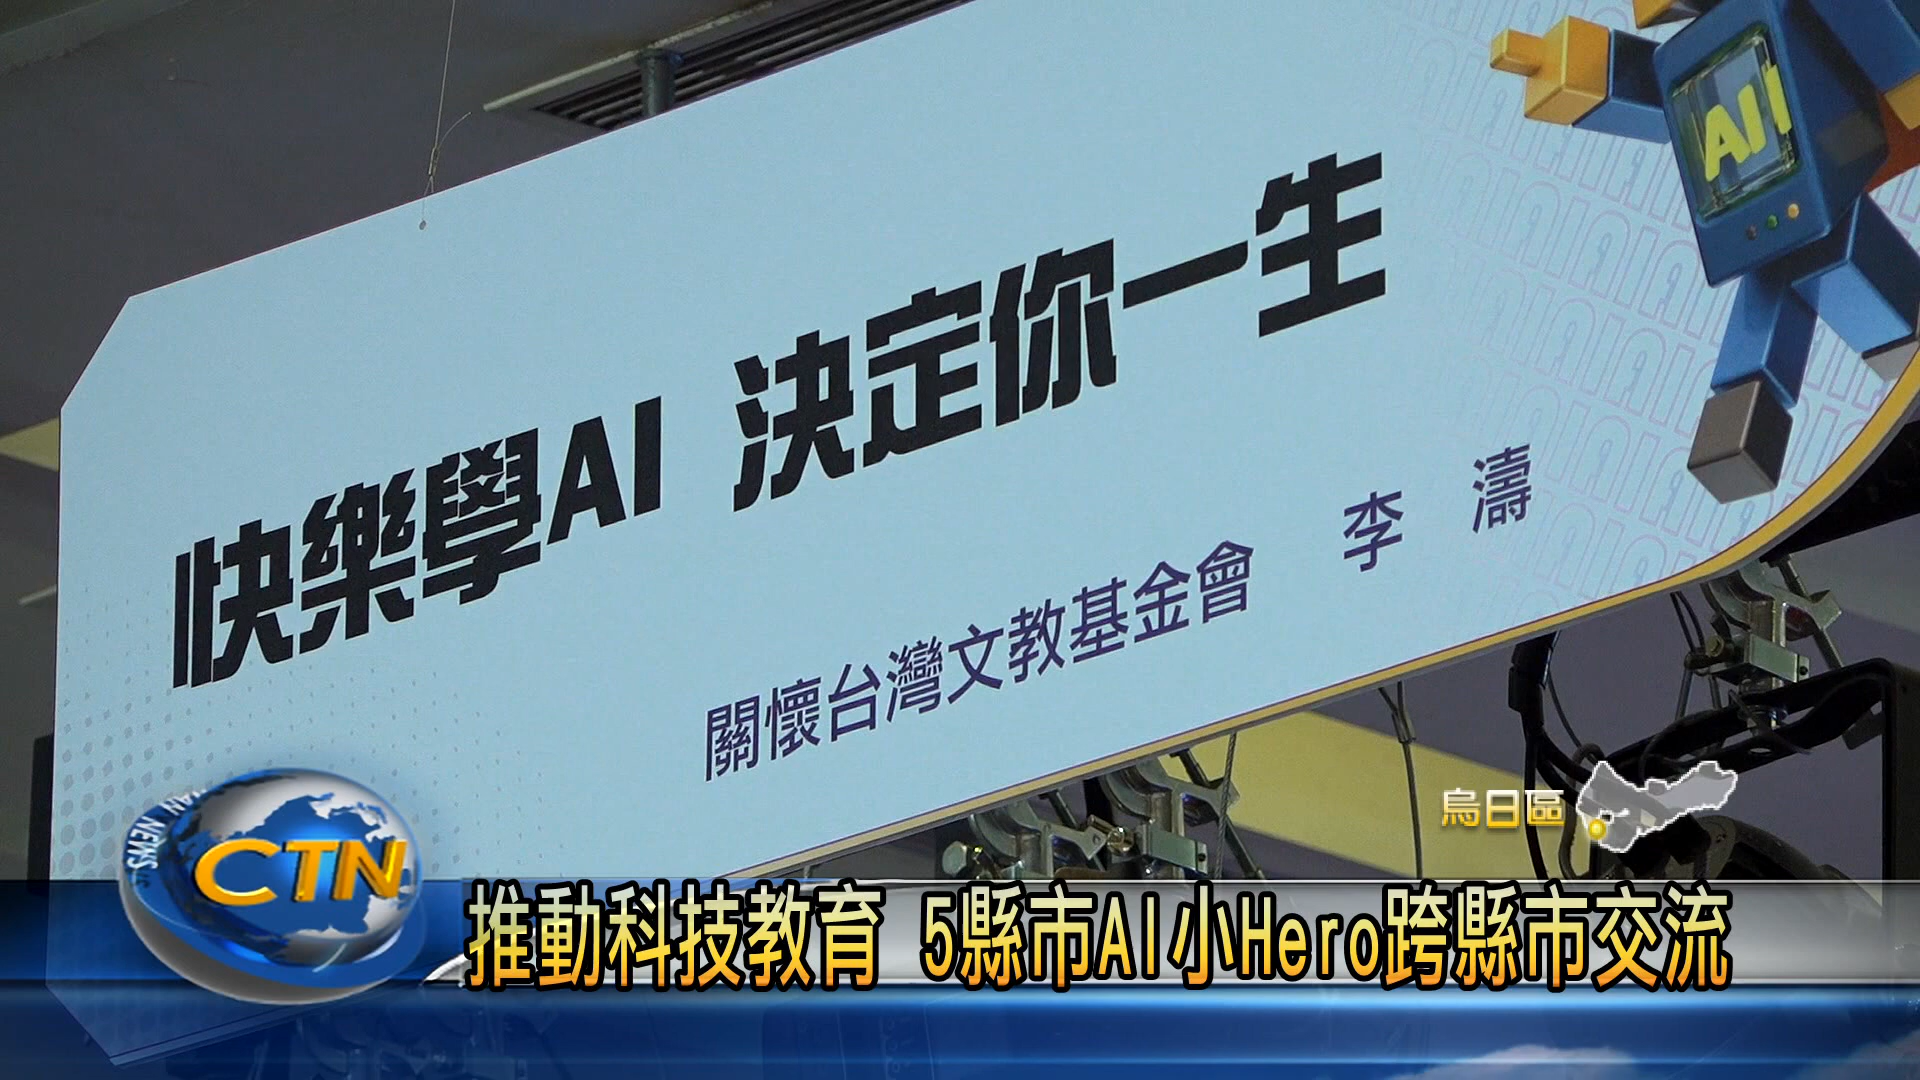 快樂學AI 決定你一生
關懷台灣文教基金會 李 濤
AI
烏日區
CTN
推動科技教育 5縣市AI小Hero跨縣市交流